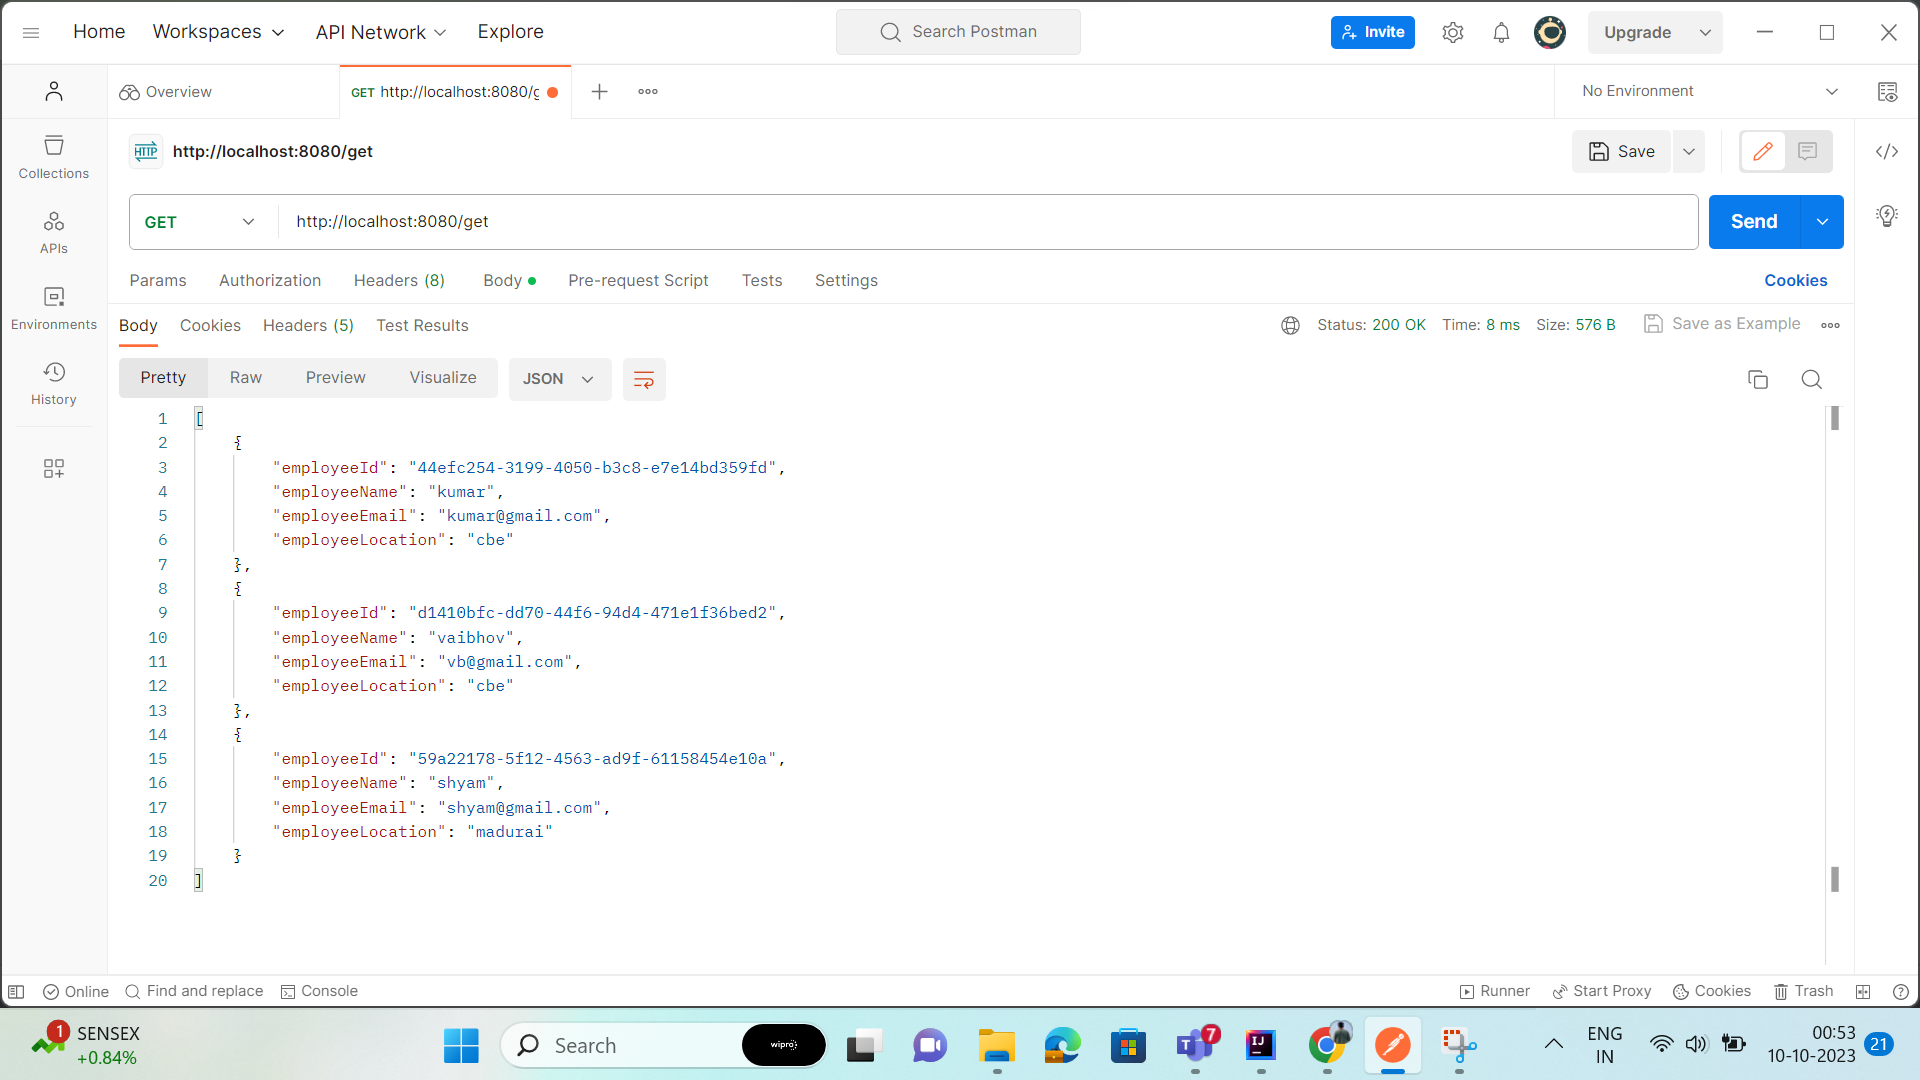 Home Workspaces API Network Explore Search Postman Invite Upgrade
Overview GET http://localhost:8080/g No Environment
HTTP http://localhost:8080/get Save
Collections
GET http://localhost:8080/get Send
APIs
Params Authorization Headers (8) Body Pre-request Script Tests Settings Cookies
Environments
Body Cookies Headers (5) Test Results Status: 200 OK Time: 8 ms Size: 576 B Save as Example
Pretty Raw Preview Visualize JSON
History
1 [
2 {
3 "employeeId": "44efc254-3199-4050-b3c8-e7e14bd359fd",
4 "employeeName": "kumar",
5 "employeeEmail": "kumar@gmail.com",
6 "employeeLocation": "cbe"
7 },
8 {
9 "employeeId": "d1410bfc-dd70-44f6-94d4-471e1f36bed2",
10 "employeeName": "vaibhov",
11 "employeeEmail": "vb@gmail.com",
12 "employeeLocation": "cbe"
13 },
14 {
15 "employeeId": "59a22178-5f12-4563-ad9f-61158454e10a",
16 "employeeName": "shyam",
17 "employeeEmail": "shyam@gmail.com",
18 "employeeLocation": "madurai"
19 }
20 ]
Online Find and replace Console Runner Start Proxy Cookies Trash
1 SENSEX
+0.84%
Search wipro
T 7 IJ
ENG
IN
00:53
10-10-2023
21